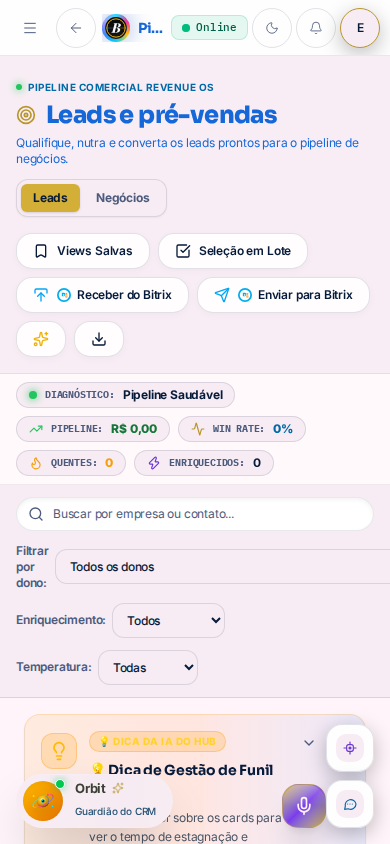 B Pi... Online E
PIPELINE COMERCIAL REVENUE OS
Leads e pré-vendas
Qualifique, nutra e converta os leads prontos para o pipeline de
negócios.
Leads Negócios
Views Salvas Seleção em Lote
Receber do Bitrix Enviar para Bitrix
DIAGNÓSTICO: Pipeline Saudável
PIPELINE: R$ 0,00 WIN RATE: 0%
QUENTES: 0 ENRIQUECIDOS: 0
Buscar por empresa ou contato...
Filtrar
por
dono:
Todos os donos
Enriquecimento: Todos
Temperatura: Todas
💡 DICA DA IA DO HUB
💡 Dica de Gestão de Funil
Orbit
Guardião do CRM
r sobre os cards para
ver o tempo de estagnação e